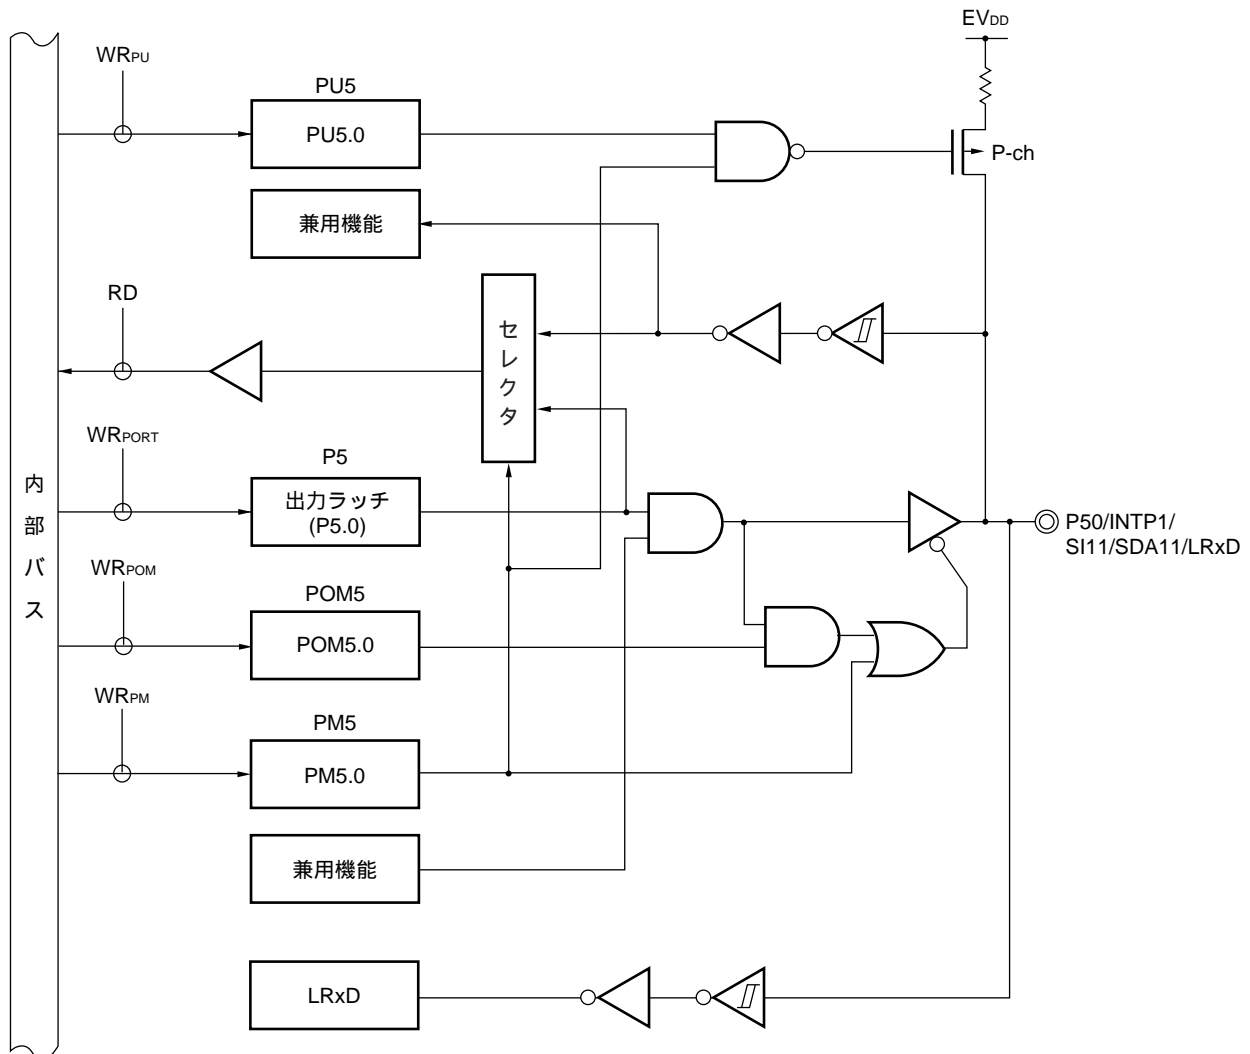 EVDD
WRPU
PU5
PU5.0
P-ch
兼用機能
RD
セレクタ
WRPORT
P5
出力ラッチ
(P5.0)
内部バス
P50/INTP1/
SI11/SDA11/LRxD
WRPOM
POM5
POM5.0
WRPM
PM5
PM5.0
兼用機能
LRxD